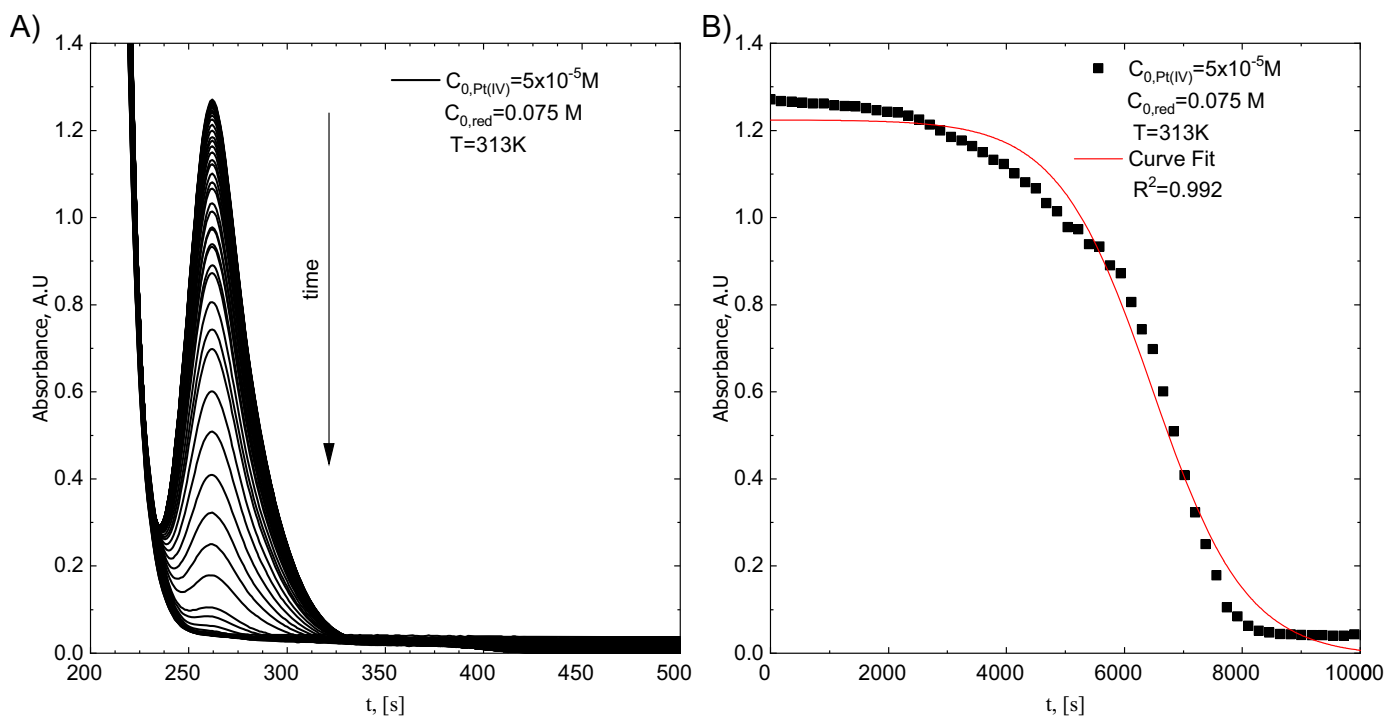 A)
1.4
1.2
1.0
0.8
0.6
0.4
0.2
0.0
Absorbance, A.U
C0,Pt(IV)=5x10-5M
C0,red=0.075 M
T=313K
time
200 250 300 350 400 450 500
t, [s]
B)
1.4
1.2
1.0
0.8
0.6
0.4
0.2
0.0
Absorbance, A.U
C0,Pt(IV)=5x10-5M
C0,red=0.075 M
T=313K
Curve Fit
R2=0.992
0 2000 4000 6000 8000 10000
t, [s]